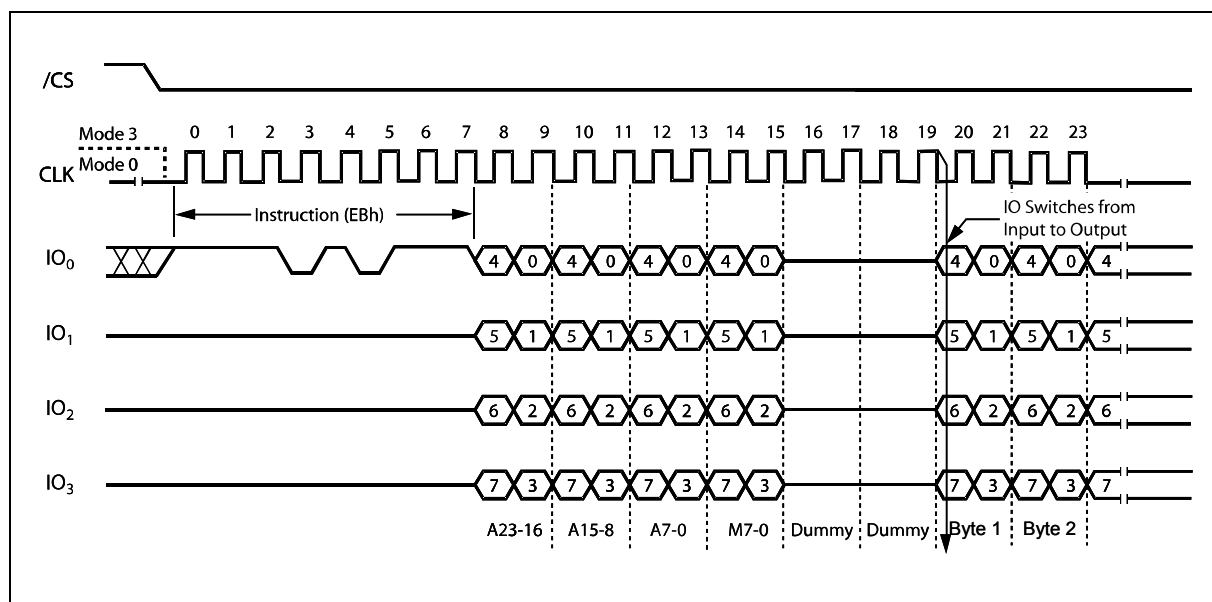 /CS
Mode 3
0 1 2 3 4 5 6 7 8 9 10 11 12 13 14 15 16 17 18 19 20 21 22 23
CLK
Mode 0
Instruction (EBh)
IO Switches from
Input to Output
IO0
4 0 4 0 4 0 4 0 4 0 4 0 4
IO1
5 1 5 1 5 1 5 1 5 1 5 1 5
IO2
6 2 6 2 6 2 6 2 6 2 6 2 6
IO3
7 3 7 3 7 3 7 3 7 3 7 3 7
A23-16 A15-8 A7-0 M7-0 Dummy Dummy Byte 1 Byte 2